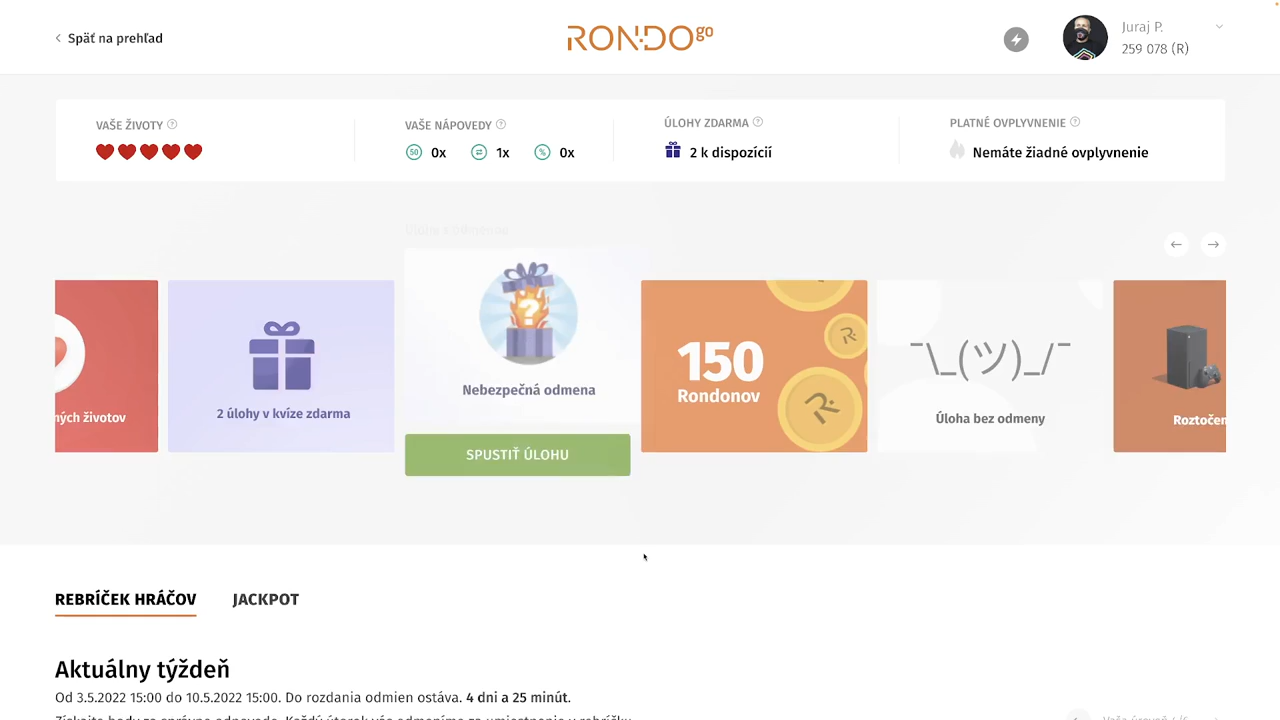 Späť na prehľad
RONDO go
Juraj P.
259 078 (R)
VAŠE ŽIVOTY
VAŠE NÁPOVEDY
50 0x 1x % 0x
ÚLOHY ZDARMA
2 k dispozícií
PLATNÉ OVPLYVNENIE
Nemáte žiadné ovplyvnenie
ných životov
2 úlohy v kvíze zdarma
?
Nebezpečná odmena
SPUSTIŤ ÚLOHU
150
Rondonov
¯\_(ツ)_/¯
Úloha bez odmeny
Roztočen
REBRÍČEK HRÁČOV
JACKPOT
Aktuálny týždeň
Od 3.5.2022 15:00 do 10.5.2022 15:00. Do rozdania odmien ostáva. 4 dni a 25 minút.